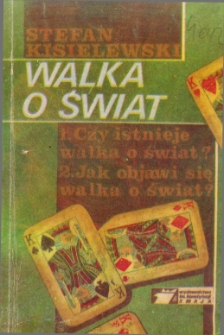 STEFAN
KISIELEWSKI
WALKA
O ŚWIAT
1. Czy istnieje
walka o świat?
2. Jak objawi się
walka o świat?
K